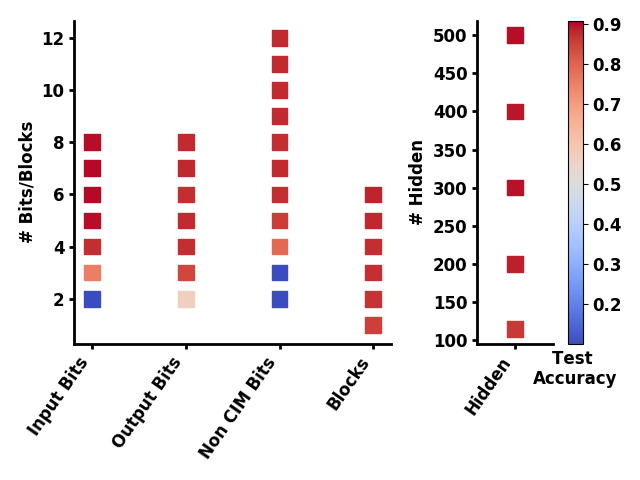 # Bits/Blocks
12
10
8
6
4
2
Input Bits
Output Bits
Non CIM Bits
Blocks
# Hidden
500
450
400
350
300
250
200
150
100
Hidden
0.9
0.8
0.7
0.6
0.5
0.4
0.3
0.2
Test
Accuracy